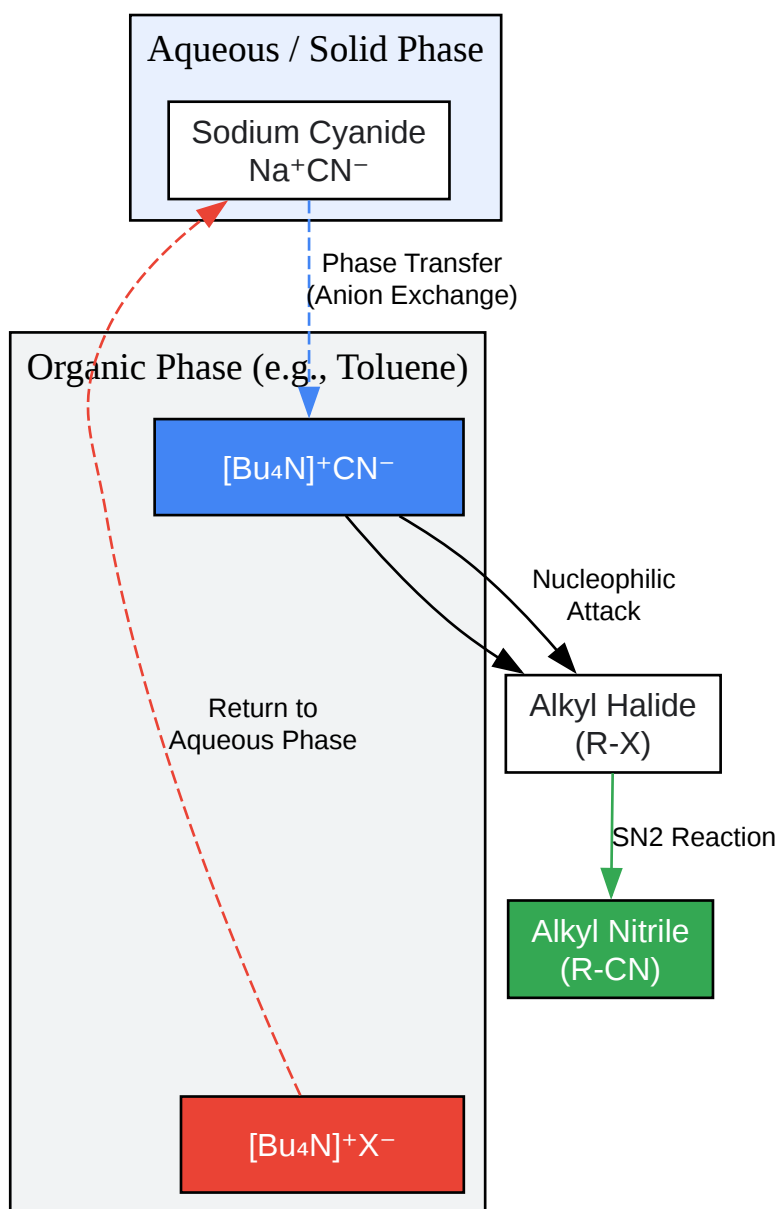 Aqueous / Solid Phase
Sodium Cyanide
Na⁺CN⁻
Phase Transfer
(Anion Exchange)
Organic Phase (e.g., Toluene)
[Bu₄N]⁺CN⁻
Nucleophilic
Attack
Alkyl Halide
(R-X)
Return to
Aqueous Phase
SN2 Reaction
Alkyl Nitrile
(R-CN)
[Bu₄N]⁺X⁻